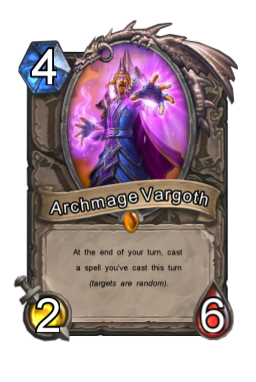 4
Archmage Vargoth
At the end of your turn, cast
a spell you've cast this turn
(targets are random).
2
6